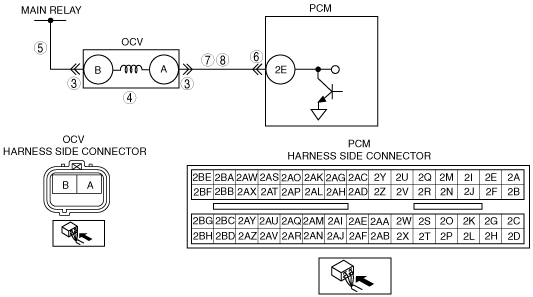 MAIN RELAY
PCM
OCV
5
B
A
7 8
6
2E
3
3
4
OCV
HARNESS SIDE CONNECTOR
B A
PCM
HARNESS SIDE CONNECTOR
2BE 2BA 2AW 2AS 2AO 2AK 2AG 2AC 2Y 2U 2Q 2M 2I 2E 2A
2BF 2BB 2AX 2AT 2AP 2AL 2AH 2AD 2Z 2V 2R 2N 2J 2F 2B
2BG 2BC 2AY 2AU 2AQ 2AM 2AI 2AE 2AA 2W 2S 2O 2K 2G 2C
2BH 2BD 2AZ 2AV 2AR 2AN 2AJ 2AF 2AB 2X 2T 2P 2L 2H 2D